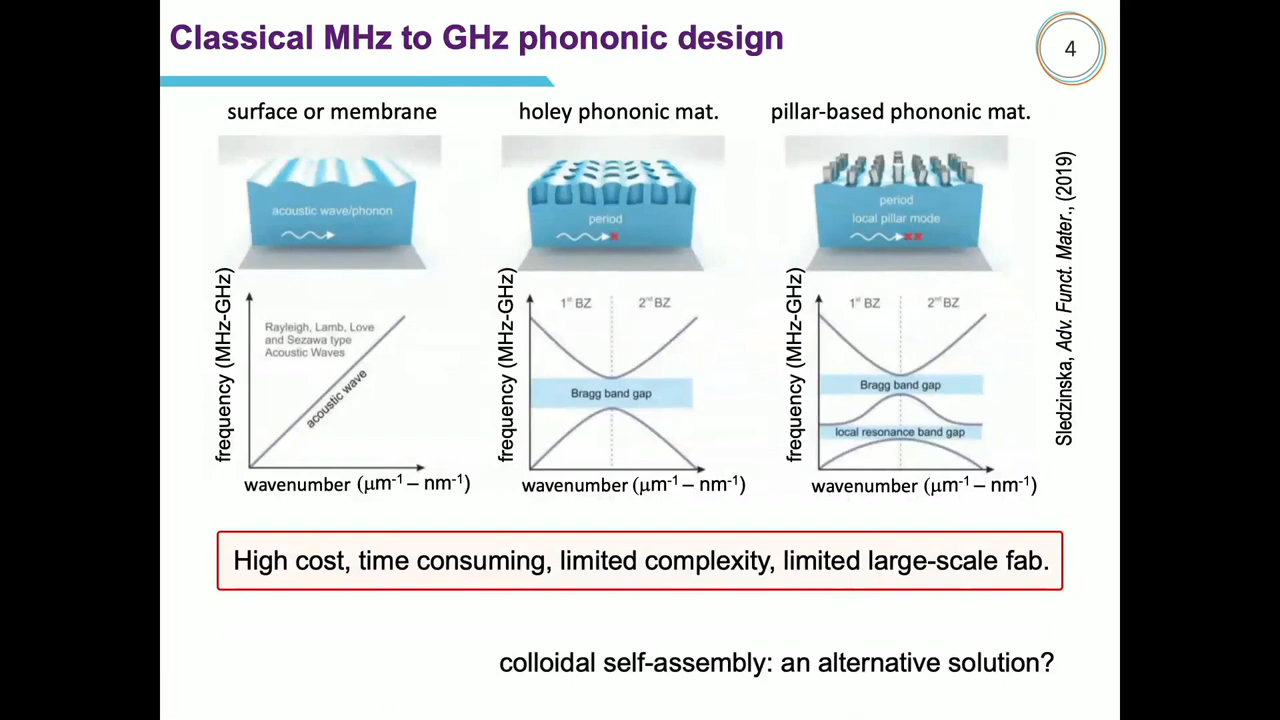 Classical MHz to GHz phononic design
4
surface or membrane
holey phononic mat.
pillar-based phononic mat.
acoustic wave/phonon
period
period
local pillar mode
frequency (MHz-GHz)
Rayleigh, Lamb, Love
and Sezawa type
Acoustic Waves
acoustic wave
wavenumber (μm⁻¹ – nm⁻¹)
frequency (MHz-GHz)
1st BZ
2nd BZ
Bragg band gap
wavenumber (μm⁻¹ – nm⁻¹)
frequency (MHz-GHz)
1st BZ
2nd BZ
Bragg band gap
local resonance band gap
wavenumber (μm⁻¹ – nm⁻¹)
Sledzinska, Adv. Funct. Mater., (2019)
High cost, time consuming, limited complexity, limited large-scale fab.
colloidal self-assembly: an alternative solution?